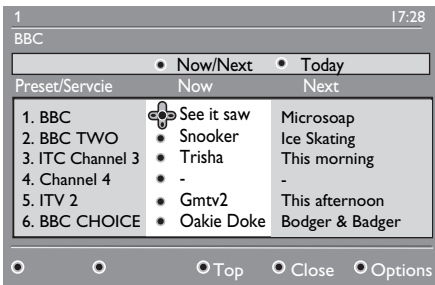 1 17:28
BBC
Now/Next Today
Preset/Servcie Now Next
1. BBC See it saw Microsoap
2. BBC TWO Snooker Ice Skating
3. ITC Channel 3 Trisha This morning
4. Channel 4 - -
5. ITV 2 Gmtv2 This afternoon
6. BBC CHOICE Oakie Doke Bodger & Badger
Top Close Options